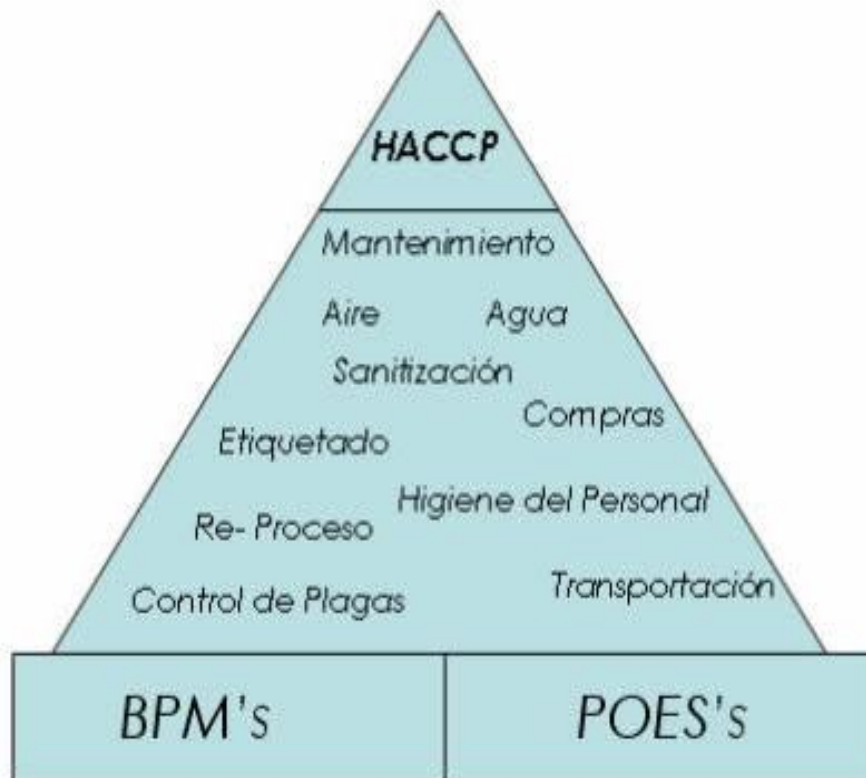 HACCP
Mantenimiento
Aire Agua
Sanitización
Compras
Etiquetado
Higiene del Personal
Re- Proceso
Transportación
Control de Plagas
BPM's POES's